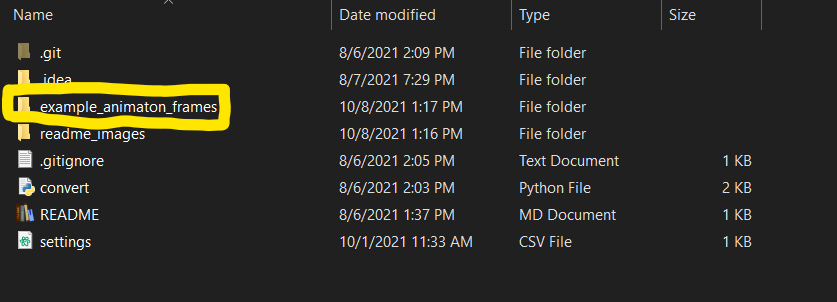 Name Date modified Type Size
.git 8/6/2021 2:09 PM File folder
.idea 8/7/2021 7:29 PM File folder
example_animaton_frames 10/8/2021 1:17 PM File folder
readme_images 10/8/2021 1:16 PM File folder
.gitignore 8/6/2021 2:05 PM Text Document 1 KB
convert 8/6/2021 2:03 PM Python File 2 KB
README 8/6/2021 1:37 PM MD Document 1 KB
settings 10/1/2021 11:33 AM CSV File 1 KB